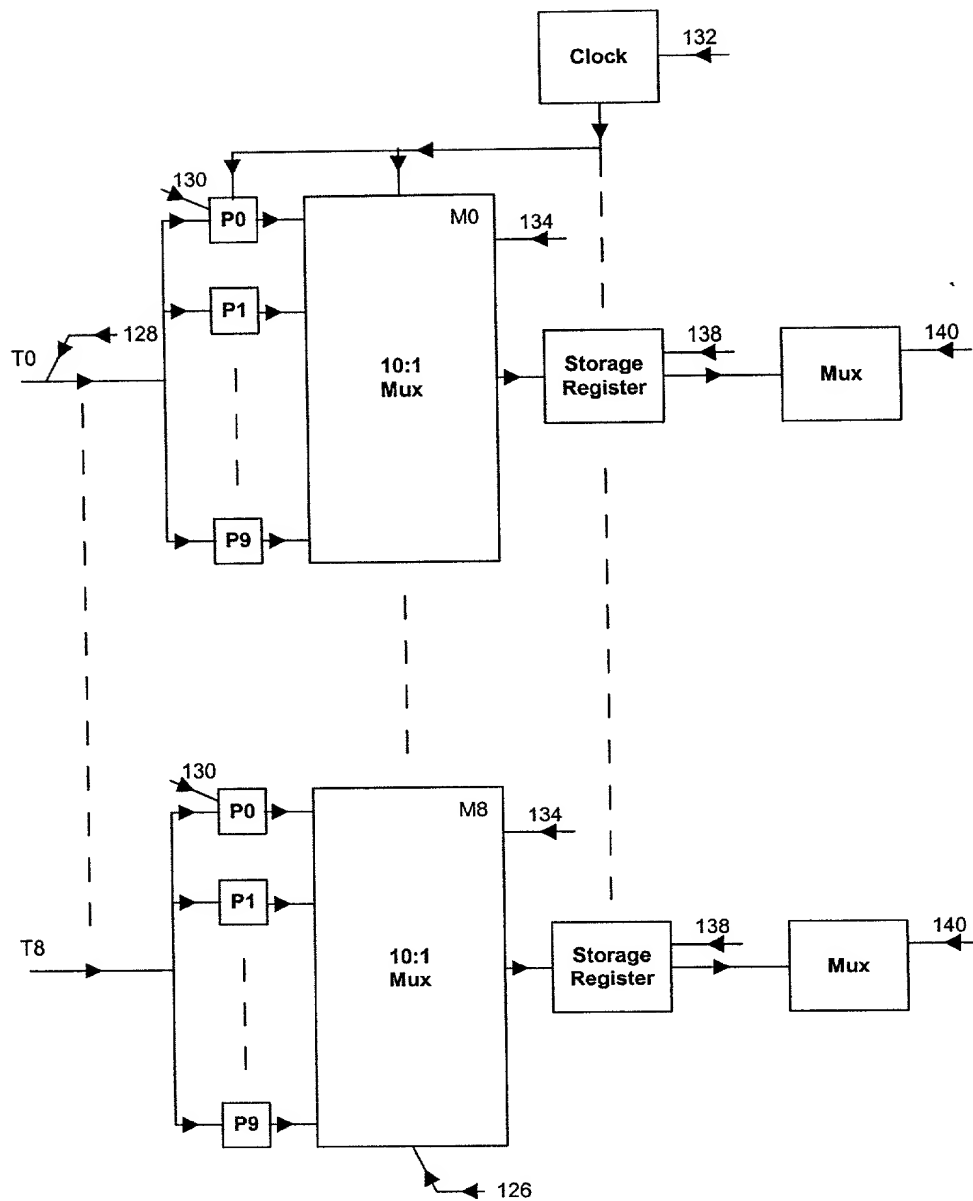 132
Clock
130
P0
M0
134
P1
128
T0
10:1
Mux
138
Storage
Register
140
Mux
P9
130
P0
M8
134
P1
T8
10:1
Mux
138
Storage
Register
140
Mux
P9
126